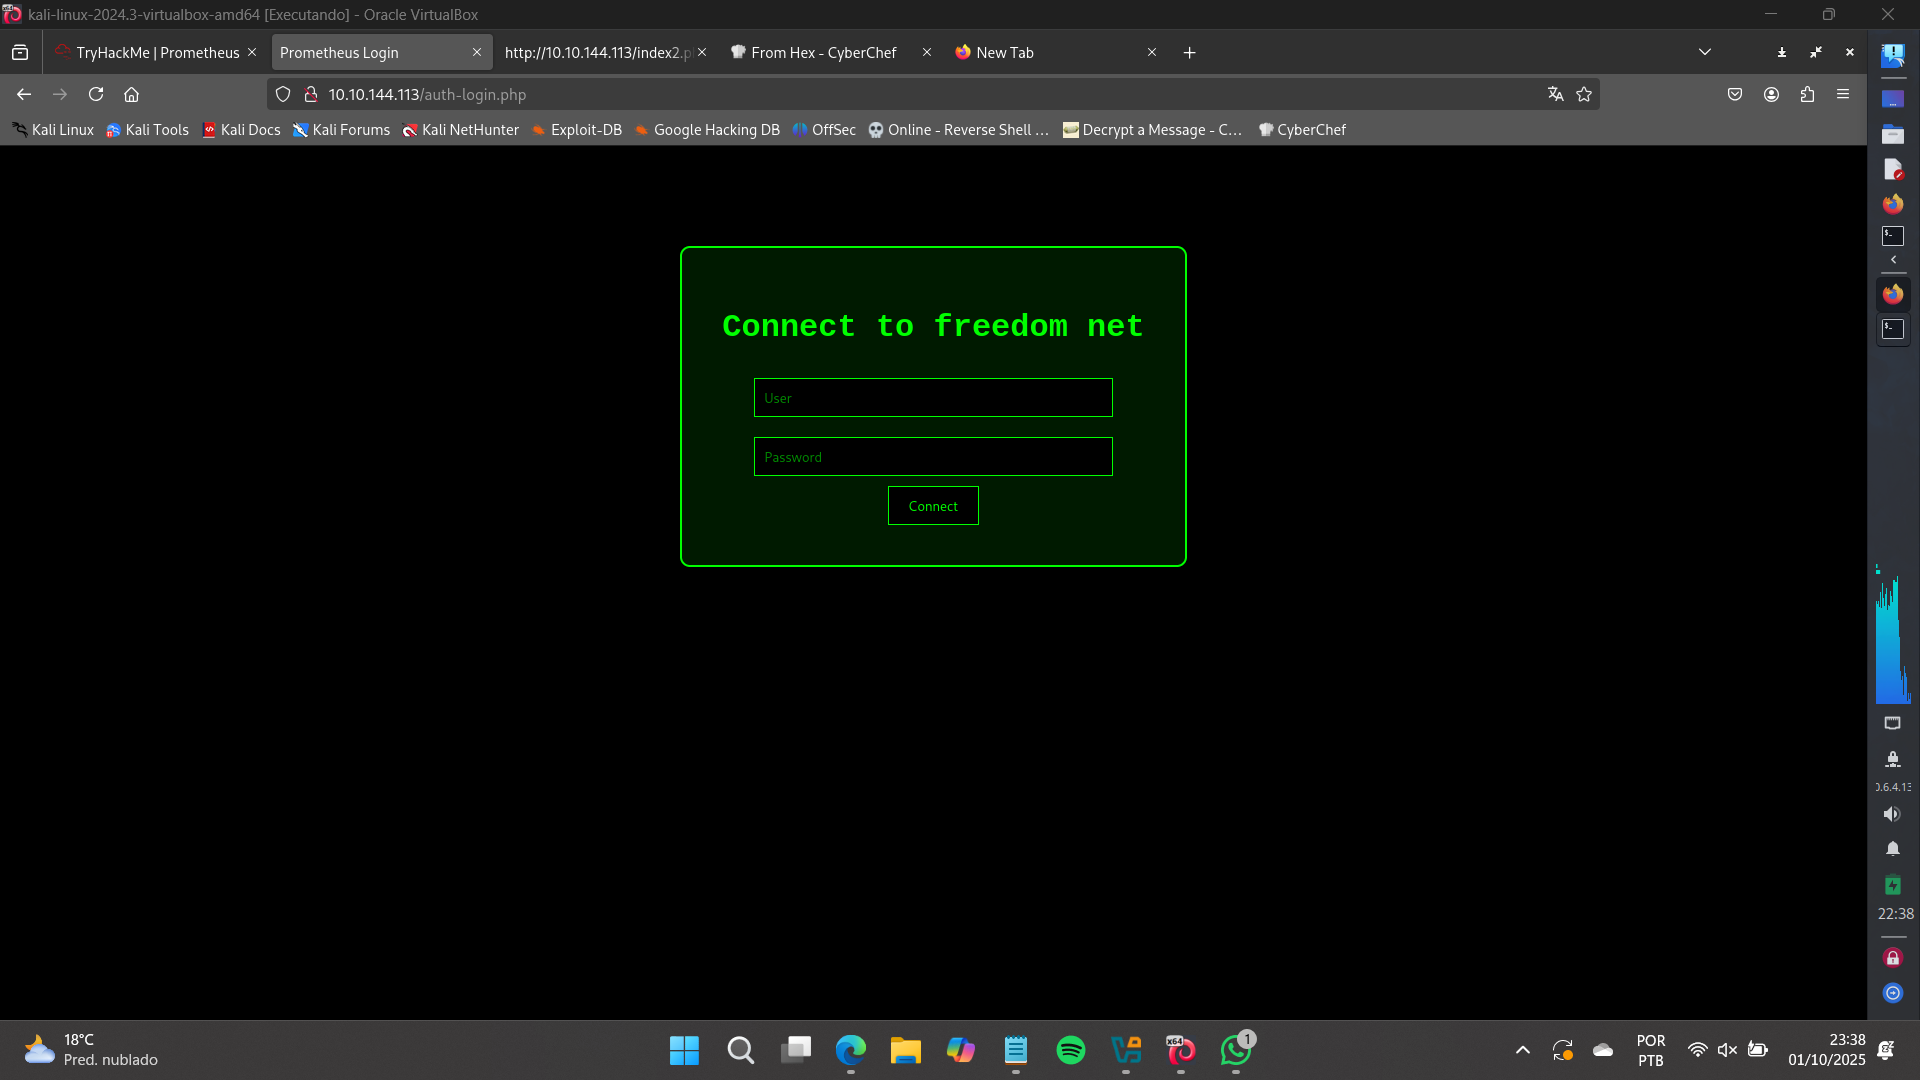 kali-linux-2024.3-virtualbox-amd64 [Executando] - Oracle VirtualBox
TryHackMe | Prometheus
Prometheus Login
http://10.10.144.113/index2.p
From Hex - CyberChef
New Tab
10.10.144.113/auth-login.php
Kali Linux
Kali Tools
Kali Docs
Kali Forums
Kali NetHunter
Exploit-DB
Google Hacking DB
OffSec
Online - Reverse Shell ...
Decrypt a Message - C...
CyberChef
Connect to freedom net
User
Password
Connect
0.6.4.13
22:38
18°C
Pred. nublado
x64
1
POR
PTB
23:38
01/10/2025